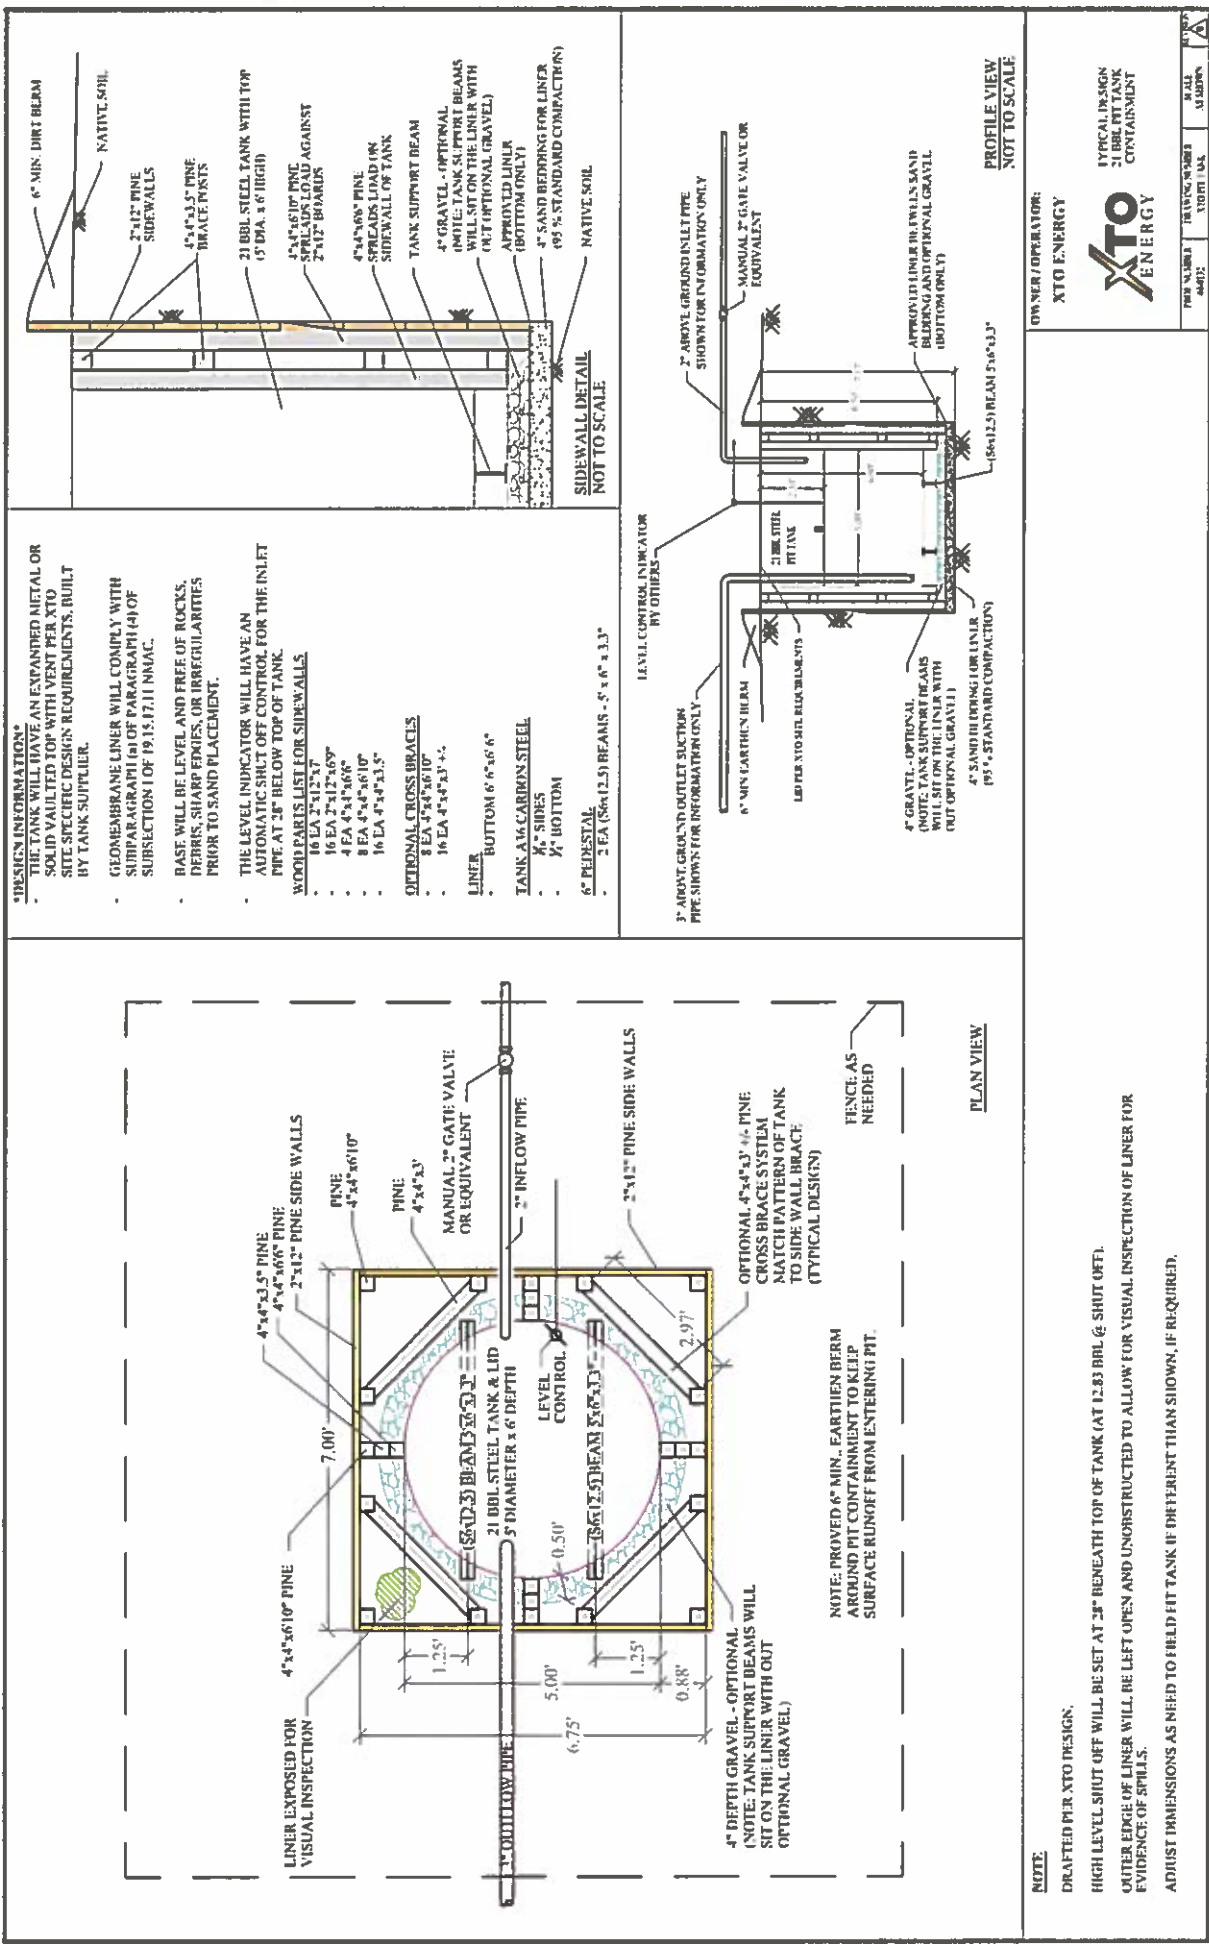 *DESIGN INFORMATION*
- THE TANK WILL HAVE AN EXPANDED METAL OR
SOLID VAULTED TOP WITH VENT PER XTO
SITE SPECIFIC DESIGN REQUIREMENTS. BUILT
BY TANK SUPPLIER.
- GEOMEMBRANE LINER WILL COMPLY WITH
SUBPARAGRAPH (a) OF PARAGRAPH (4) OF
SUBSECTION I OF 19.15.17.11 NMAC.
- BASE WILL BE LEVEL AND FREE OF ROCKS,
DEBRIS, SHARP EDGES, OR IRREGULARITIES
PRIOR TO SAND PLACEMENT.
- THE LEVEL INDICATOR WILL HAVE AN
AUTOMATIC SHUT OFF CONTROL FOR THE INLET
PIPE AT 28" BELOW TOP OF TANK.
WOOD PARTS LIST FOR SIDEWALLS
- 16 EA 2"x12"x7'
- 16 EA 2"x12"x6'9"
- 4 EA 4"x4"x6'6"
- 8 EA 4"x4"x6'10"
- 16 EA 4"x4"x3.5"
OPTIONAL CROSS BRACES
- 8 EA 4"x4"x6'10"
- 16 EA 4"x4"x3' +/-
LINER
- BOTTOM 6' 6"x6' 6"
TANK A36 CARBON STEEL
- SIDES
- BOTTOM
6" PEDESTAL
- 2 EA (S6x12.5) BEAMS - 5' x 6" x 3.3"
6" MIN. DIRT BERM
NATIVE SOIL
2"x12" PINE
SIDEWALLS
4"x4"x3.5" PINE
BRACE POSTS
21 BBL STEEL TANK WITH TOP
(5' DIA. x 6' HIGH)
4"x4"x6'10" PINE
SPREADS LOAD AGAINST
2"x12" BOARDS
4"x4"x6'6" PINE
SPREADS LOAD ON
SIDEWALL OF TANK
TANK SUPPORT BEAM
4" GRAVEL - OPTIONAL
(NOTE: TANK SUPPORT BEAMS
WILL SIT ON THE LINER WITH
OUT OPTIONAL GRAVEL)
APPROVED LINER
(BOTTOM ONLY)
4" SAND BEDDING FOR LINER
(95 % STANDARD COMPACTION)
NATIVE SOIL
SIDEWALL DETAIL
NOT TO SCALE
LINER EXPOSED FOR
VISUAL INSPECTION
4"x4"x6'10" PINE
7.00'
4"x4"x3.5" PINE
4"x4"x6'6" PINE
2"x12" PINE SIDE WALLS
PINE
4"x4"x6'10"
PINE
4"x4"x3'
MANUAL 2" GATE VALVE
OR EQUIVALENT
2" INFLOW PIPE
(S6x12.5) BEAM 5'x6"x3.3"
21 BBL STEEL TANK & LID
5' DIAMETER x 6' DEPTH
LEVEL
CONTROL
(S6x12.5) BEAM 5'x6"x3.3"
0.50'
1.25'
5.00'
6.75'
1.25'
0.88'
2.97'
3" OUTFLOW PIPE
2"x12" PINE SIDE WALLS
OPTIONAL 4"x4"x3' +/- PINE
CROSS BRACE SYSTEM
MATCH PATTERN OF TANK
TO SIDE WALL BRACE
(TYPICAL DESIGN)
4" DEPTH GRAVEL - OPTIONAL
(NOTE: TANK SUPPORT BEAMS WILL
SIT ON THE LINER WITH OUT
OPTIONAL GRAVEL)
NOTE: PROVED 6" MIN., EARTHEN BERM
AROUND PIT CONTAINMENT TO KEEP
SURFACE RUNOFF FROM ENTERING PIT.
FENCE AS
NEEDED
PLAN VIEW
LEVEL CONTROL INDICATOR
BY OTHERS
3" ABOVE GROUND OUTLET SUCTION
PIPE SHOWN FOR INFORMATION ONLY
2" ABOVE GROUND INLET PIPE
SHOWN FOR INFORMATION ONLY
MANUAL 2" GATE VALVE OR
EQUIVALENT
6" MIN EARTHEN BERM
LID PER XTO SITE REQUIREMENTS
21 BBL STEEL
PIT TANK
4" GRAVEL - OPTIONAL
(NOTE: TANK SUPPORT BEAMS
WILL SIT ON THE LINER WITH
OUT OPTIONAL GRAVEL)
4" SAND BEDDING FOR LINER
(95 % STANDARD COMPACTION)
APPROVED LINER BETWEEN SAND
BEDDING AND OPTIONAL GRAVEL
(BOTTOM ONLY)
(S6x12.5) BEAM 5'x6"x3.3"
PROFILE VIEW
NOT TO SCALE
NOTE
DRAFTED PER XTO DESIGN.
HIGH LEVEL SHUT OFF WILL BE SET AT 28" BENEATH TOP OF TANK (AT 12.83 BBL @ SHUT OFF).
OUTER EDGE OF LINER WILL BE LEFT OPEN AND UNOBSTRUCTED TO ALLOW FOR VISUAL INSPECTION OF LINER FOR
EVIDENCE OF SPILLS.
ADJUST DIMENSIONS AS NEED TO FIELD FIT TANK IF DIFFERENT THAN SHOWN, IF REQUIRED.
OWNER / OPERATOR:
XTO ENERGY
XTO
ENERGY
TYPICAL DESIGN
21 BBL PIT TANK
CONTAINMENT
DRAWING NUMBER
SCALE
AS SHOWN